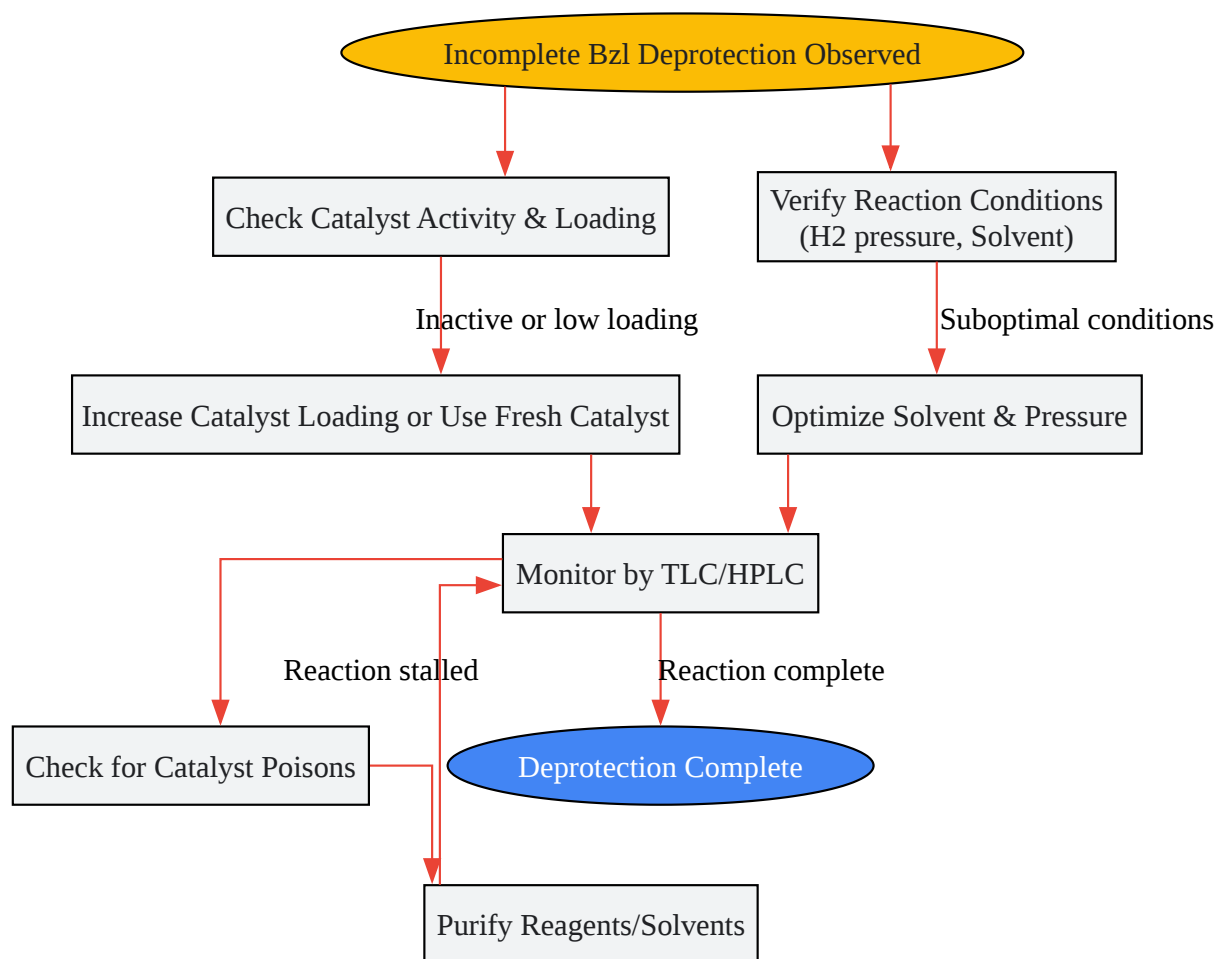 Incomplete Bzl Deprotection Observed
Check Catalyst Activity & Loading
Verify Reaction Conditions
(H2 pressure, Solvent)
Inactive or low loading
Suboptimal conditions
Increase Catalyst Loading or Use Fresh Catalyst
Optimize Solvent & Pressure
Monitor by TLC/HPLC
Reaction stalled
Reaction complete
Check for Catalyst Poisons
Deprotection Complete
Purify Reagents/Solvents